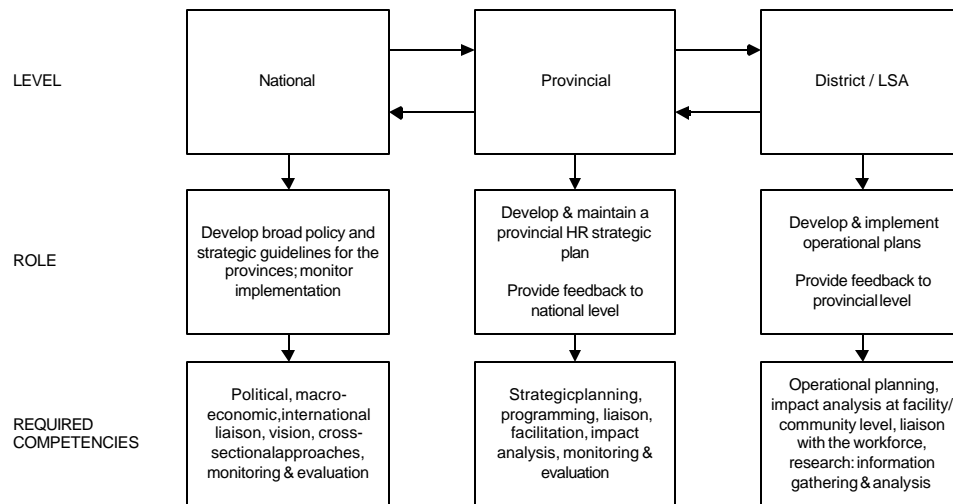 LEVEL
National
Provincial
District / LSA
ROLE
Develop broad policy and
strategic guidelines for the
provinces; monitor
implementation
Develop & maintain a
provincial HR strategic
plan
Provide feedback to
national level
Develop & implement
operational plans
Provide feedback to
provincial level
REQUIRED
COMPETENCIES
Political, macro-
economic, international
liaison, vision, cross-
sectional approaches,
monitoring & evaluation
Strategic planning,
programming, liaison,
facilitation, impact
analysis, monitoring &
evaluation
Operational planning,
impact analysis at facility/
community level, liaison
with the workforce,
research: information
gathering & analysis